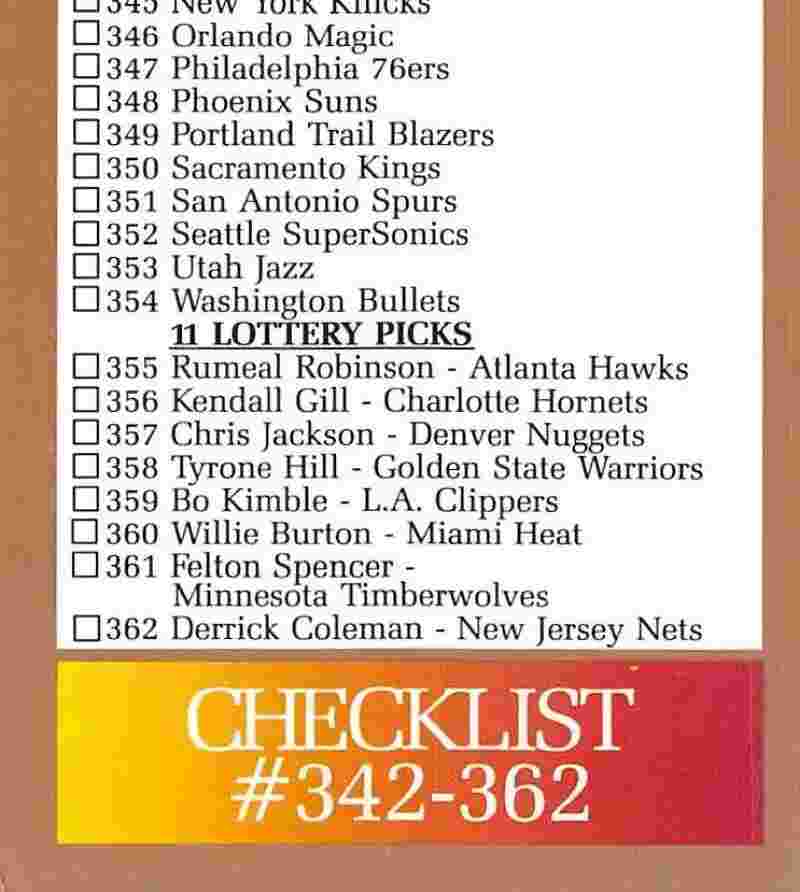 345 New York Knicks
346 Orlando Magic
347 Philadelphia 76ers
348 Phoenix Suns
349 Portland Trail Blazers
350 Sacramento Kings
351 San Antonio Spurs
352 Seattle SuperSonics
353 Utah Jazz
354 Washington Bullets
11 LOTTERY PICKS
355 Rumeal Robinson - Atlanta Hawks
356 Kendall Gill - Charlotte Hornets
357 Chris Jackson - Denver Nuggets
358 Tyrone Hill - Golden State Warriors
359 Bo Kimble - L.A. Clippers
360 Willie Burton - Miami Heat
361 Felton Spencer -
Minnesota Timberwolves
362 Derrick Coleman - New Jersey Nets
CHECKLIST
#342-362